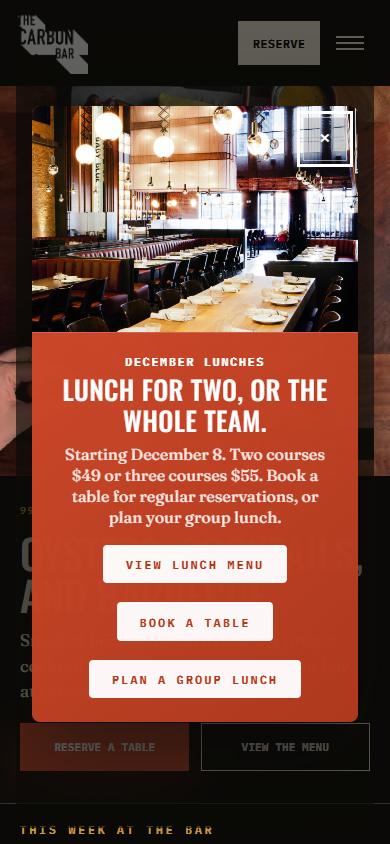 THE
CARBON
BAR
RESERVE
×
DECEMBER LUNCHES
LUNCH FOR TWO, OR THE
WHOLE TEAM.
Starting December 8. Two courses
$49 or three courses $55. Book a
table for regular reservations, or
plan your group lunch.
VIEW LUNCH MENU
BOOK A TABLE
PLAN A GROUP LUNCH
RESERVE A TABLE
VIEW THE MENU
THIS WEEK AT THE BAR